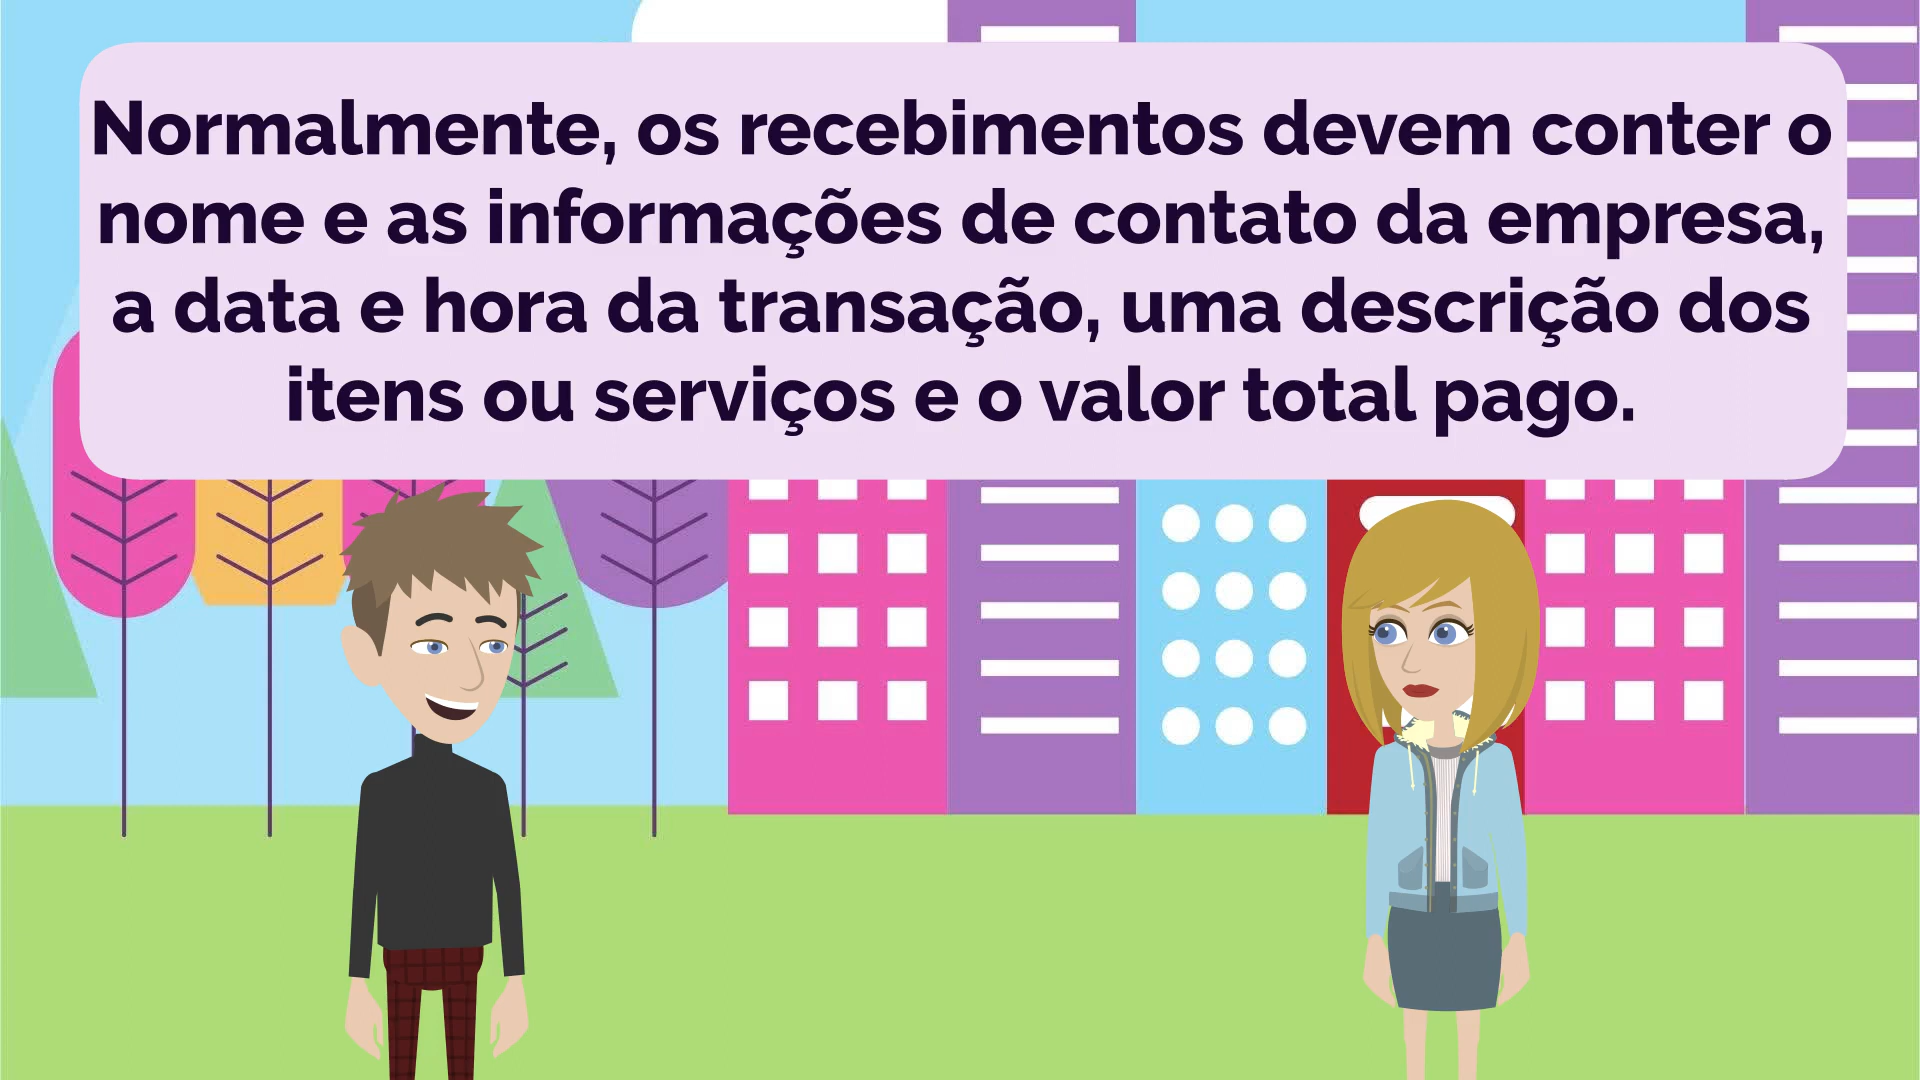 Normalmente, os recebimentos devem conter o
nome e as informações de contato da empresa,
a data e hora da transação, uma descrição dos
itens ou serviços e o valor total pago.